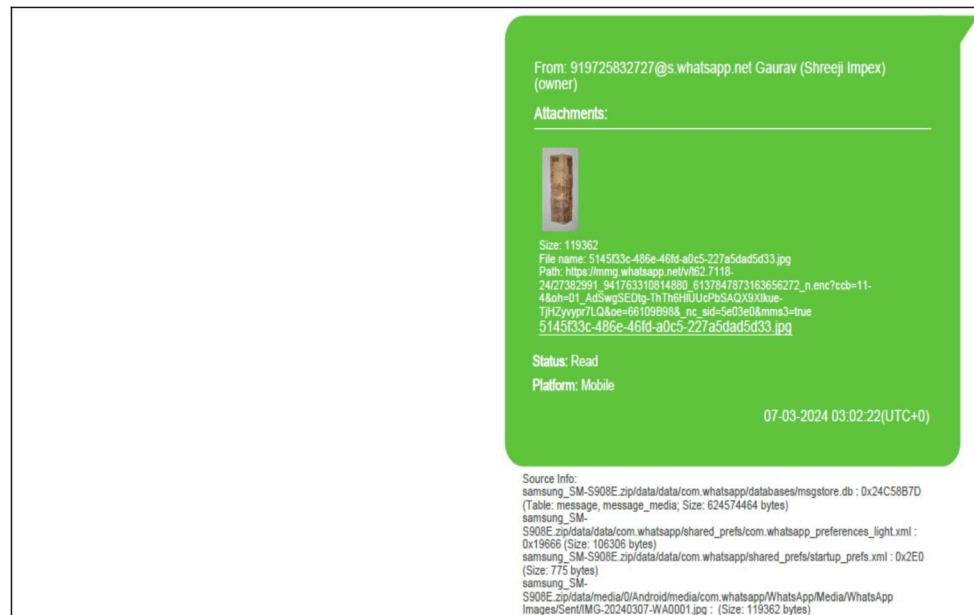 From: 919725832727@s.whatsapp.net Gaurav (Shreeji Impex)
(owner)
Attachments:
Size: 119362
File name: 5145f33c-486e-46fd-a0c5-227a5dad5d33.jpg
Path: https://mmg.whatsapp.net/v/t62.7118-
24/27382991_941763310814880_6137847873163656272_n.enc?ccb=11-
4&oh=01_AdSwgSEDtg-ThTh6HlUUcPbSAQX9XIkue-
TjHZyvypr7LQ&oe=66109B98&_nc_sid=5e03e0&mms3=true
5145f33c-486e-46fd-a0c5-227a5dad5d33.jpg
Status: Read
Platform: Mobile
07-03-2024 03:02:22(UTC+0)
Source Info:
samsung_SM-S908E.zip/data/data/com.whatsapp/databases/msgstore.db : 0x24C58B7D
(Table: message, message_media; Size: 624574464 bytes)
samsung_SM-
S908E.zip/data/data/com.whatsapp/shared_prefs/com.whatsapp_preferences_light.xml :
0x19666 (Size: 106306 bytes)
samsung_SM-S908E.zip/data/data/com.whatsapp/shared_prefs/startup_prefs.xml : 0x2E0
(Size: 775 bytes)
samsung_SM-
S908E.zip/data/media/0/Android/media/com.whatsapp/WhatsApp/Media/WhatsApp
Images/Sent/IMG-20240307-WA0001.jpg : (Size: 119362 bytes)